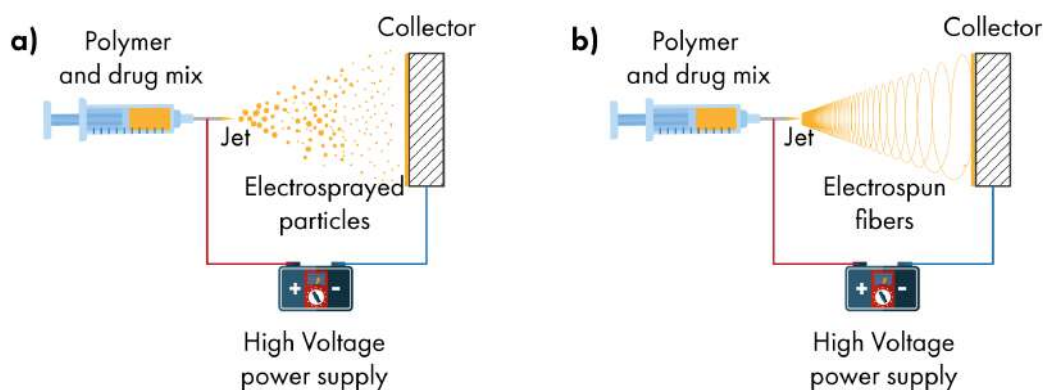 a)
Polymer
and drug mix
Collector
Jet
Electrosprayed
particles
+ -
High Voltage
power supply
b)
Polymer
and drug mix
Collector
Jet
Electrospun
fibers
+ -
High Voltage
power supply